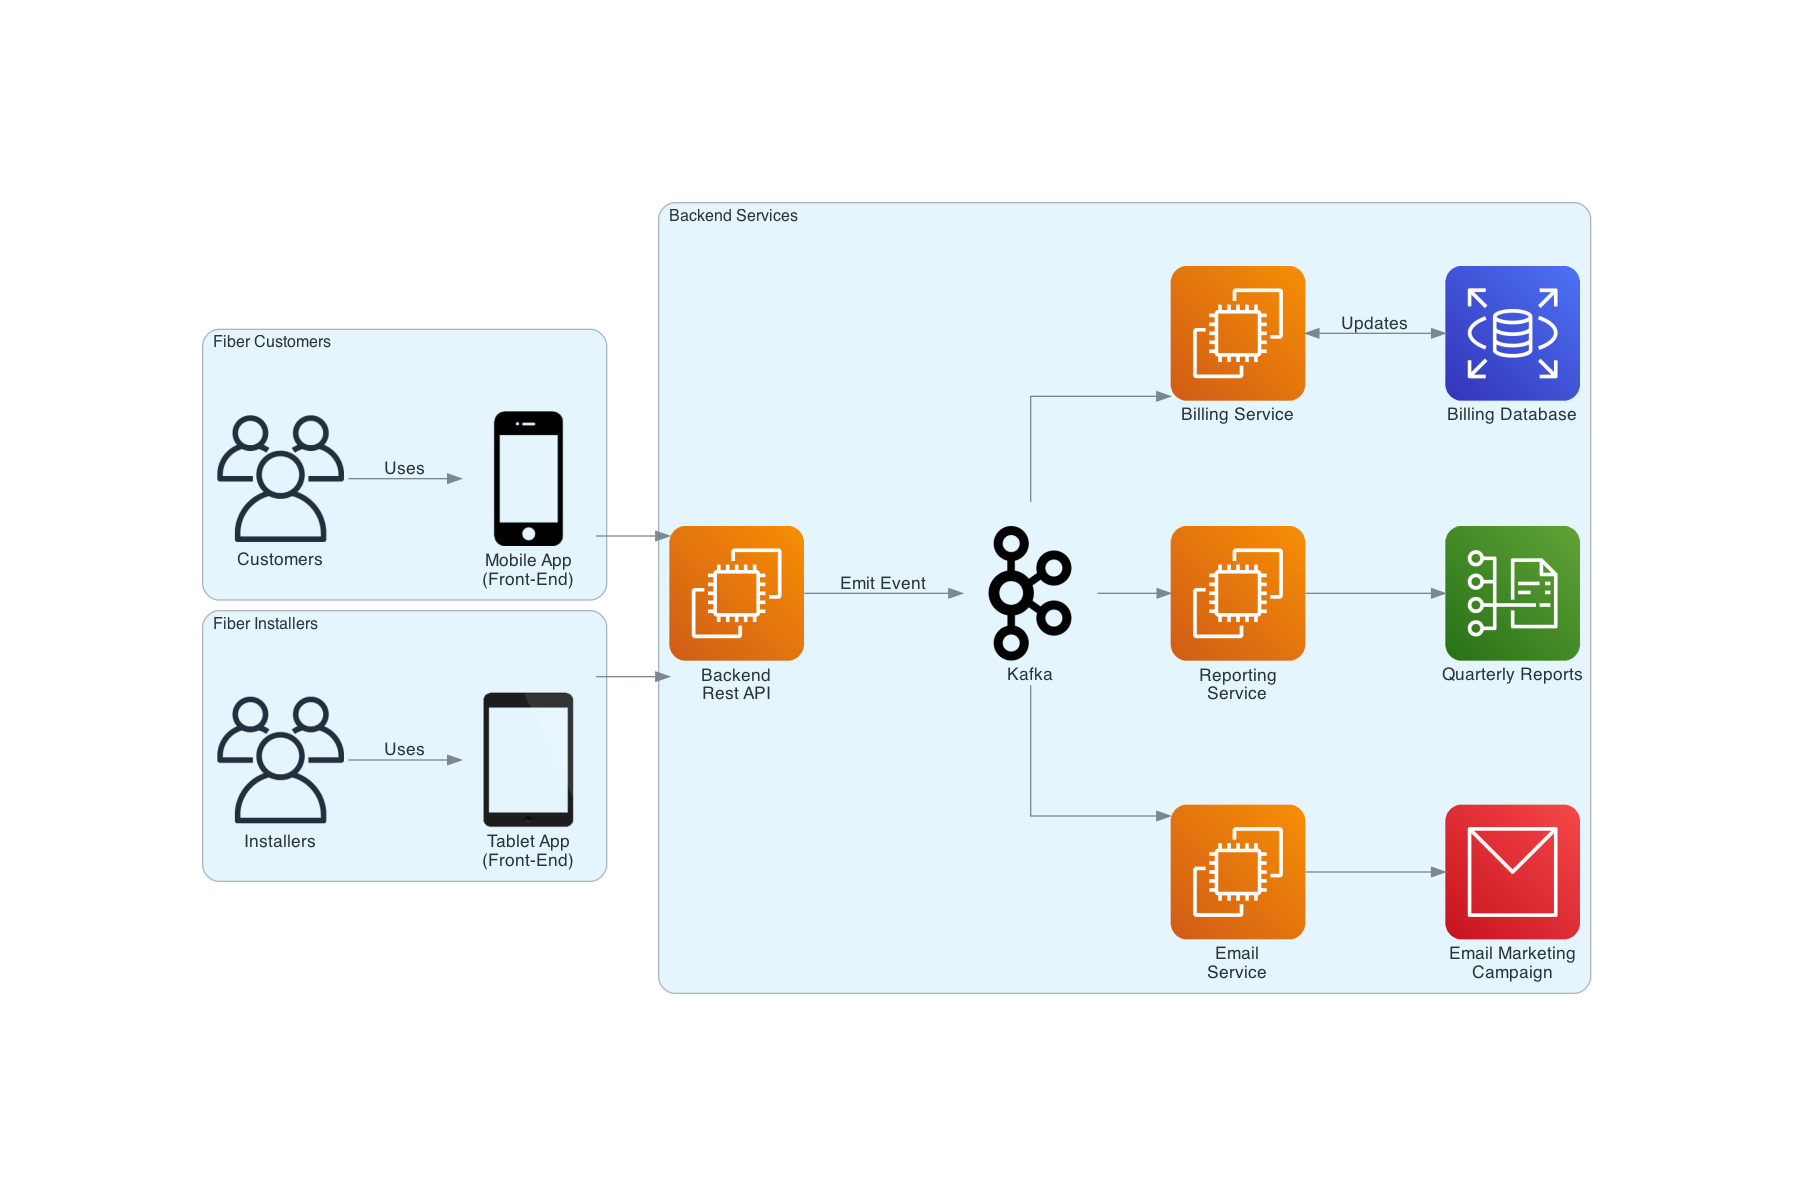 Backend Services
Fiber Customers
Uses
Customers
Mobile App
(Front-End)
Fiber Installers
Uses
Installers
Tablet App
(Front-End)
Backend
Rest API
Emit Event
Kafka
Billing Service
Updates
Billing Database
Reporting
Service
Quarterly Reports
Email
Service
Email Marketing
Campaign